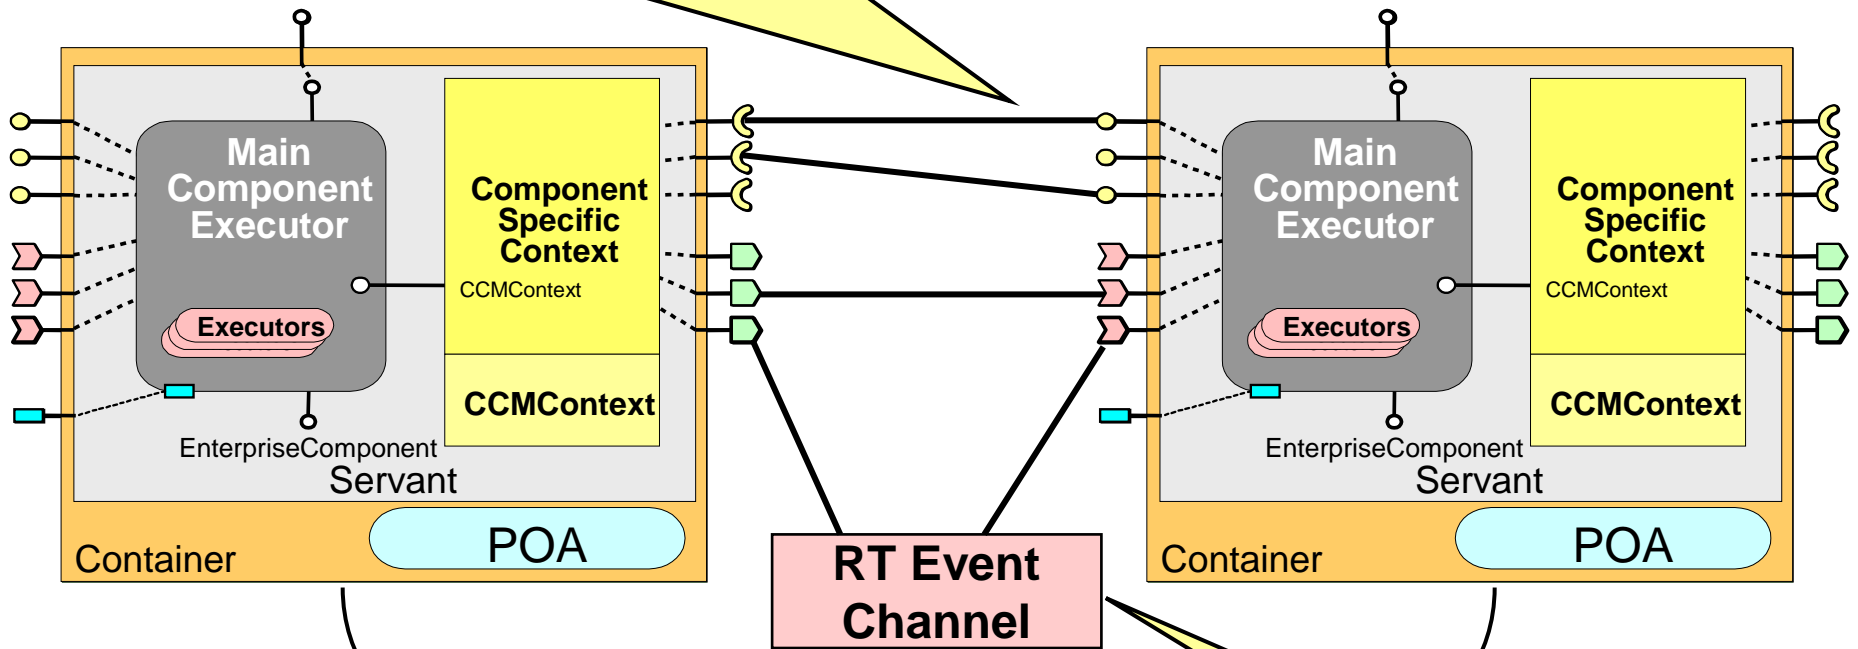 Main
Component
Executor
Component
Specific
Context
CCMContext
Executors
CCMContext
EnterpriseComponent
Servant
POA
Container
RT Event
Channel
Main
Component
Executor
Component
Specific
Context
CCMContext
Executors
CCMContext
EnterpriseComponent
Servant
POA
Container